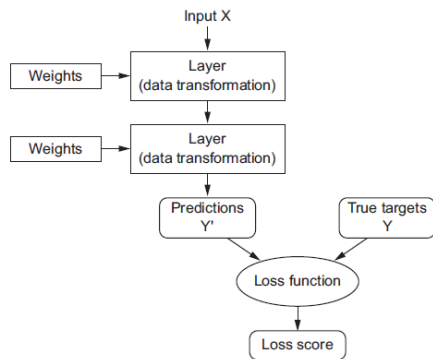 Input X
Weights
Layer
(data transformation)
Weights
Layer
(data transformation)
Predictions
Y'
True targets
Y
Loss function
Loss score